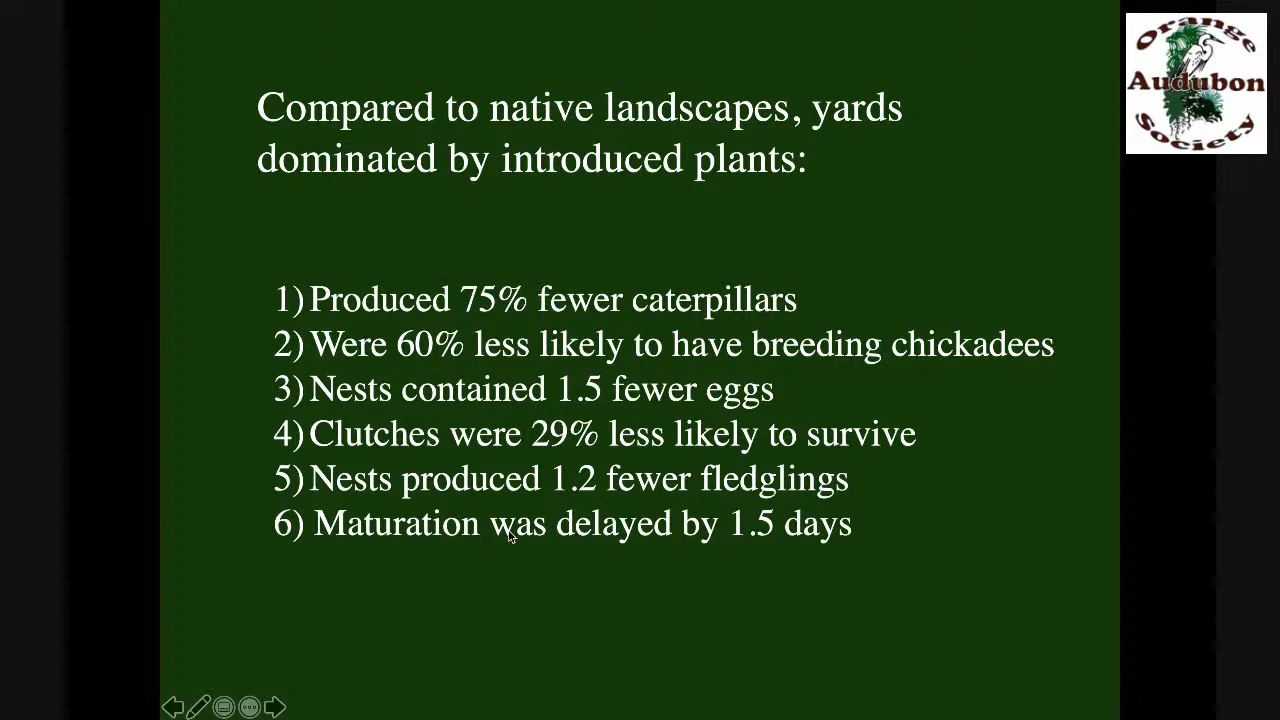 Orange
Audubon
Society
Compared to native landscapes, yards
dominated by introduced plants:
1) Produced 75% fewer caterpillars
2) Were 60% less likely to have breeding chickadees
3) Nests contained 1.5 fewer eggs
4) Clutches were 29% less likely to survive
5) Nests produced 1.2 fewer fledglings
6) Maturation was delayed by 1.5 days